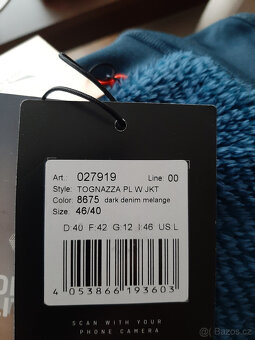 Art.: 027919 Line: 00
Style: TOGNAZZA PL W JKT
Color: 8675 dark denim melange
Size: 46/40
D:40 F:42 G:12 I:46 US:L
4 053866 193603
SCAN WITH YOUR
PHONE CAMERA
Bazoš.cz